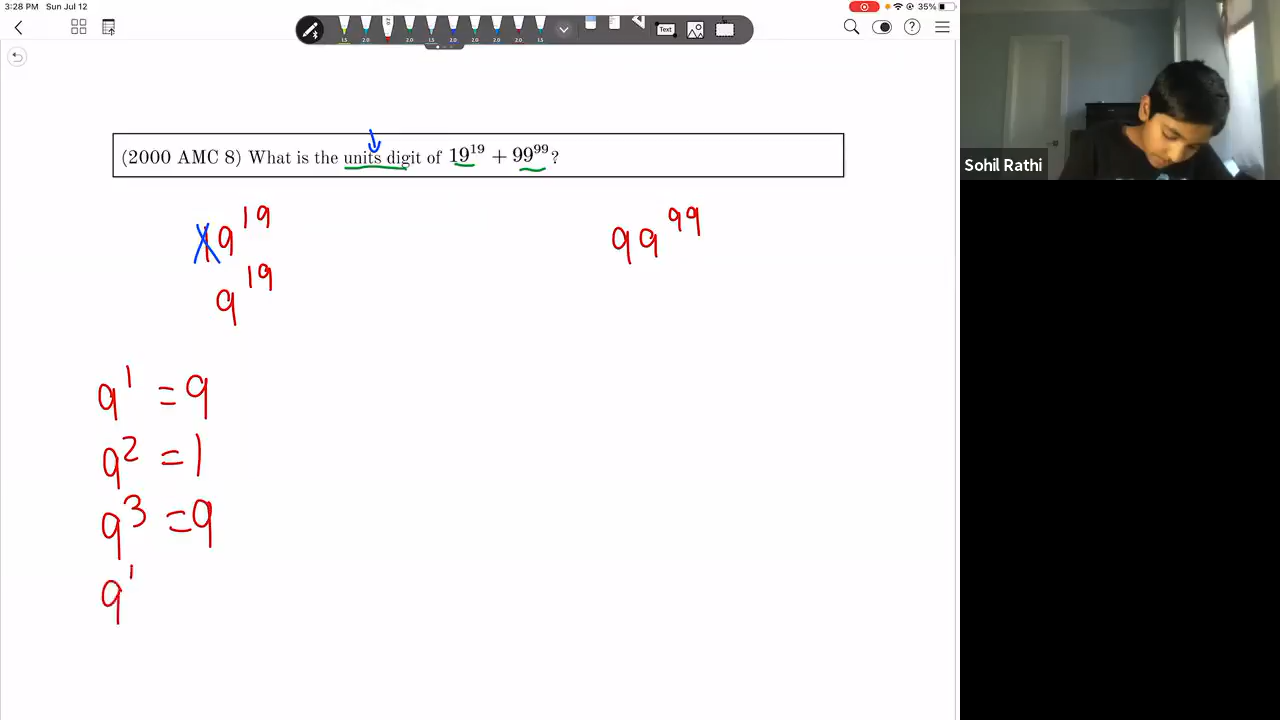 3:28 PM Sun Jul 12
35%
Text
(2000 AMC 8) What is the units digit of 19^19 + 99^99?
Sohil Rathi
19^19
99^99
9^19
9^1 = 9
9^2 = 1
9^3 = 9
9^1